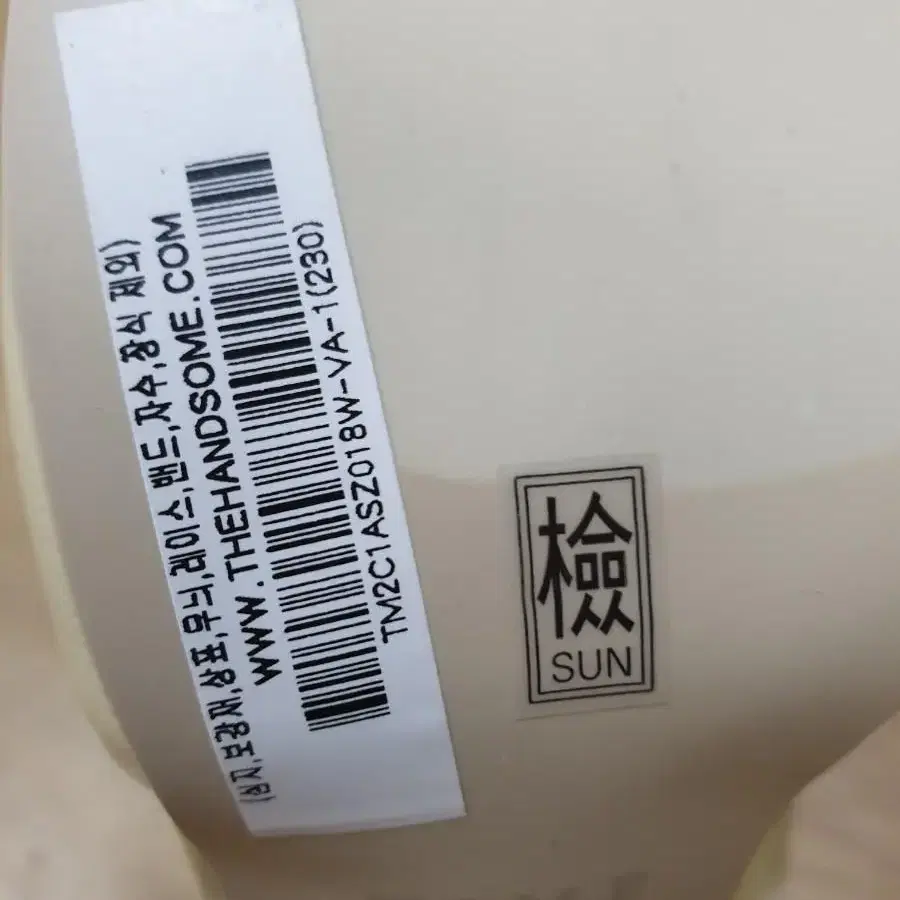 (심지,보강재,상표,무늬,레이스,밴드,자수,장식 제외)
WWW.THEHANDSOME.COM
TM2C1ASZ018W-VA-1(230)
檢
SUN